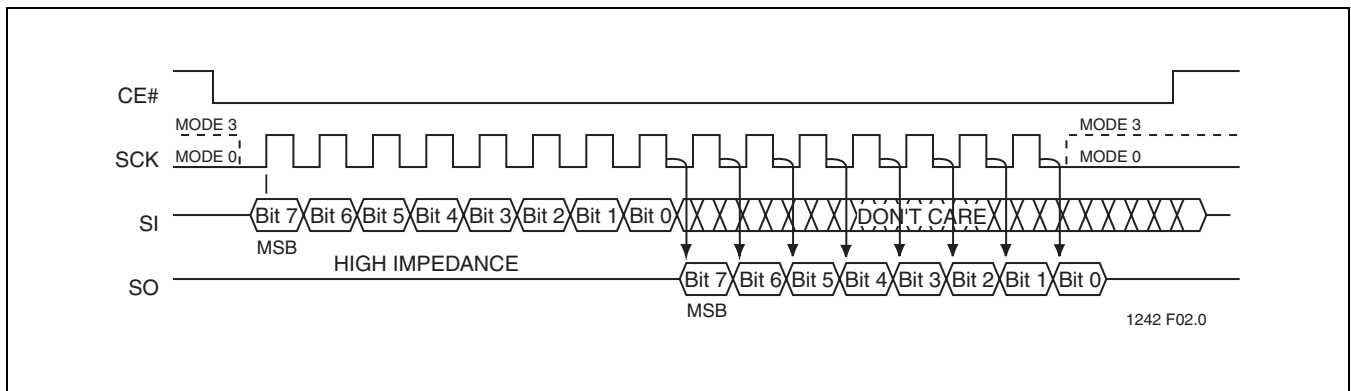 CE#
MODE 3 MODE 3
SCK MODE 0 MODE 0
SI Bit 7 Bit 6 Bit 5 Bit 4 Bit 3 Bit 2 Bit 1 Bit 0 DON'T CARE
MSB
HIGH IMPEDANCE
SO Bit 7 Bit 6 Bit 5 Bit 4 Bit 3 Bit 2 Bit 1 Bit 0
MSB
1242 F02.0